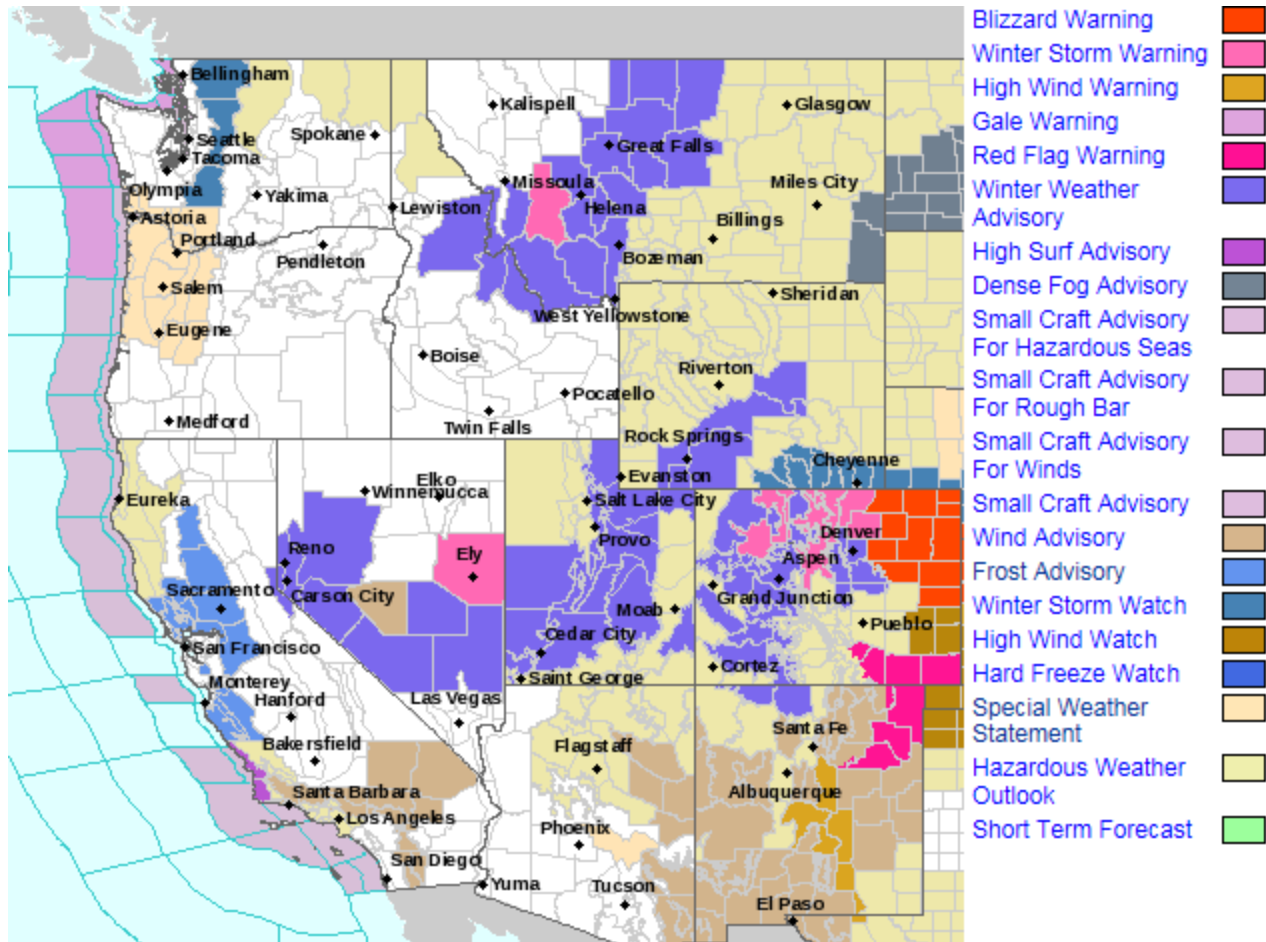 Bellingham
Seattle
Tacoma
Olympia
Spokane
Yakima
Astoria
Portland
Pendleton
Salem
Eugene
Medford
Lewiston
Kalispell
Missoula
Great Falls
Helena
Glasgow
Miles City
Billings
Bozeman
West Yellowstone
Boise
Pocatello
Twin Falls
Sheridan
Riverton
Rock Springs
Evanston
Cheyenne
Eureka
Elko
Winnemucca
Salt Lake City
Provo
Reno
Ely
Carson City
Sacramento
San Francisco
Monterey
Hanford
Bakersfield
Las Vegas
Moab
Cedar City
Saint George
Denver
Aspen
Grand Junction
Pueblo
Cortez
Santa Barbara
Los Angeles
San Diego
Flagstaff
Phoenix
Yuma
Tucson
Santa Fe
Albuquerque
El Paso
Blizzard Warning
Winter Storm Warning
High Wind Warning
Gale Warning
Red Flag Warning
Winter Weather
Advisory
High Surf Advisory
Dense Fog Advisory
Small Craft Advisory
For Hazardous Seas
Small Craft Advisory
For Rough Bar
Small Craft Advisory
For Winds
Small Craft Advisory
Wind Advisory
Frost Advisory
Winter Storm Watch
High Wind Watch
Hard Freeze Watch
Special Weather
Statement
Hazardous Weather
Outlook
Short Term Forecast